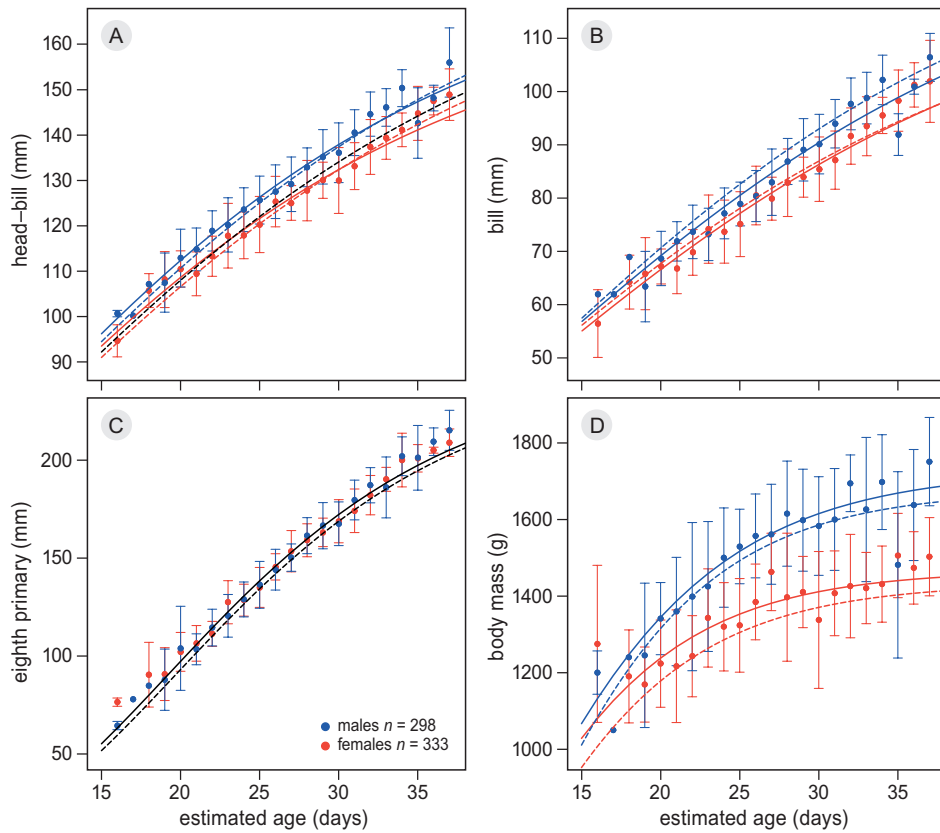 A
160
150
140
130
120
110
100
90
head–bill (mm)
B
110
100
90
80
70
60
50
bill (mm)
C
200
150
100
50
eighth primary (mm)
males n = 298
females n = 333
15 20 25 30 35
estimated age (days)
D
1800
1600
1400
1200
1000
body mass (g)
15 20 25 30 35
estimated age (days)